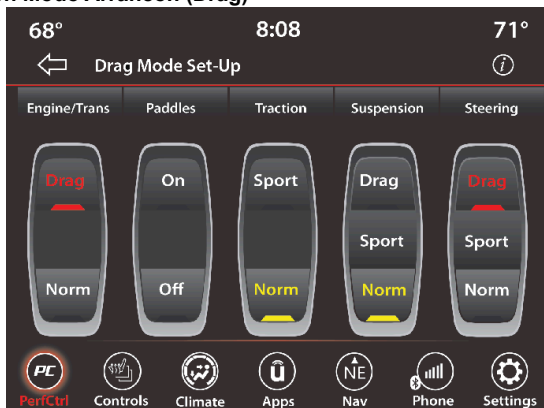 68° 8:08 71°
Drag Mode Set-Up i
Engine/Trans Paddles Traction Suspension Steering
Drag On Sport Drag Drag
Sport Sport
Norm Off Norm Norm Norm
PC û NE
PerfCtrl Controls Climate Apps Nav Phone Settings